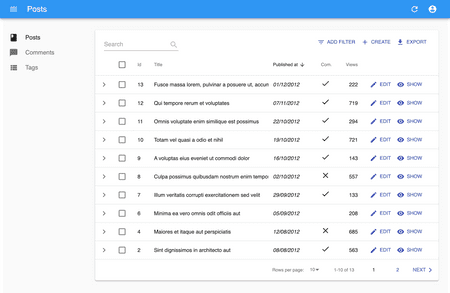 Posts
Posts
Comments
Tags
Search
ADD FILTER
CREATE
EXPORT
Id Title Published at Com. Views
13 Fusce massa lorem, pulvinar a posuere ut, accun 01/12/2012 222 EDIT SHOW
12 Qui tempore rerum et voluptates 07/11/2012 719 EDIT SHOW
11 Omnis voluptate enim similique est possimus 22/10/2012 294 EDIT SHOW
10 Totam vel quasi a odio et nihil 19/10/2012 721 EDIT SHOW
9 A voluptas eius eveniet ut commodi dolor 16/10/2012 143 EDIT SHOW
8 Culpa possimus quibusdam nostrum enim tempo 02/10/2012 557 EDIT SHOW
7 Illum veritatis corrupti exercitationem sed velit 29/09/2012 133 EDIT SHOW
6 Minima ea vero omnis odit officiis aut 05/09/2012 208 EDIT SHOW
4 Maiores et itaque aut perspiciatis 12/08/2012 685 EDIT SHOW
2 Sint dignissimos in architecto aut 08/08/2012 563 EDIT SHOW
Rows per page: 10 1-10 of 13 1 2 NEXT